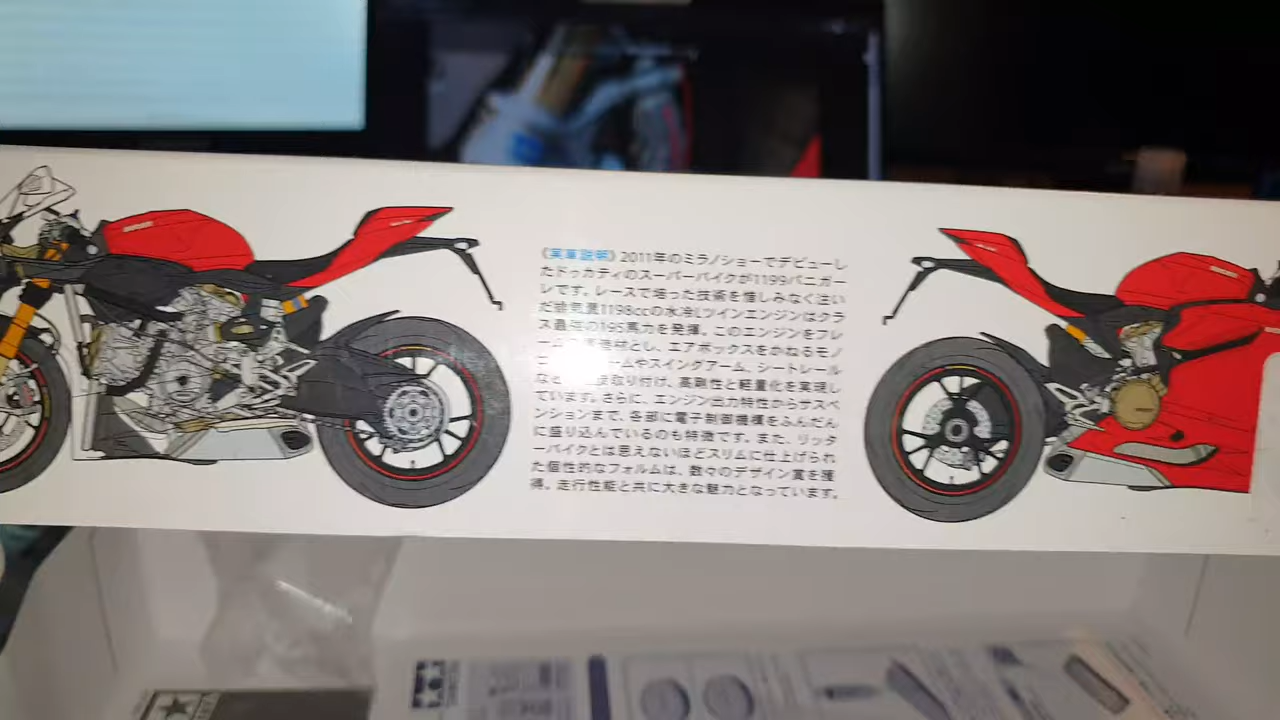 《実車説明》2011年のミラノショーでデビューし
たドゥカティのスーパーバイクが1199パニガー
レです。レースで培った技術を惜しみなく注い
だ排気量1198ccの水冷Lツインエンジンはクラ
ス最強の195馬力を発揮。このエンジンをフレ
とし、エアボックスをかねるモノ
ームやスイングアーム、シートレール
取り付け、高剛性と軽量化を実現し
ています。さらに、エンジン出力特性からサスペ
ンションまで、各部に電子制御機構をふんだん
に盛り込んでいるのも特徴です。また、リッタ
ーバイクとは思えないほどスリムに仕上げられ
た個性的なフォルムは、数々のデザイン賞を獲
得。走行性能と共に大きな魅力となっています。